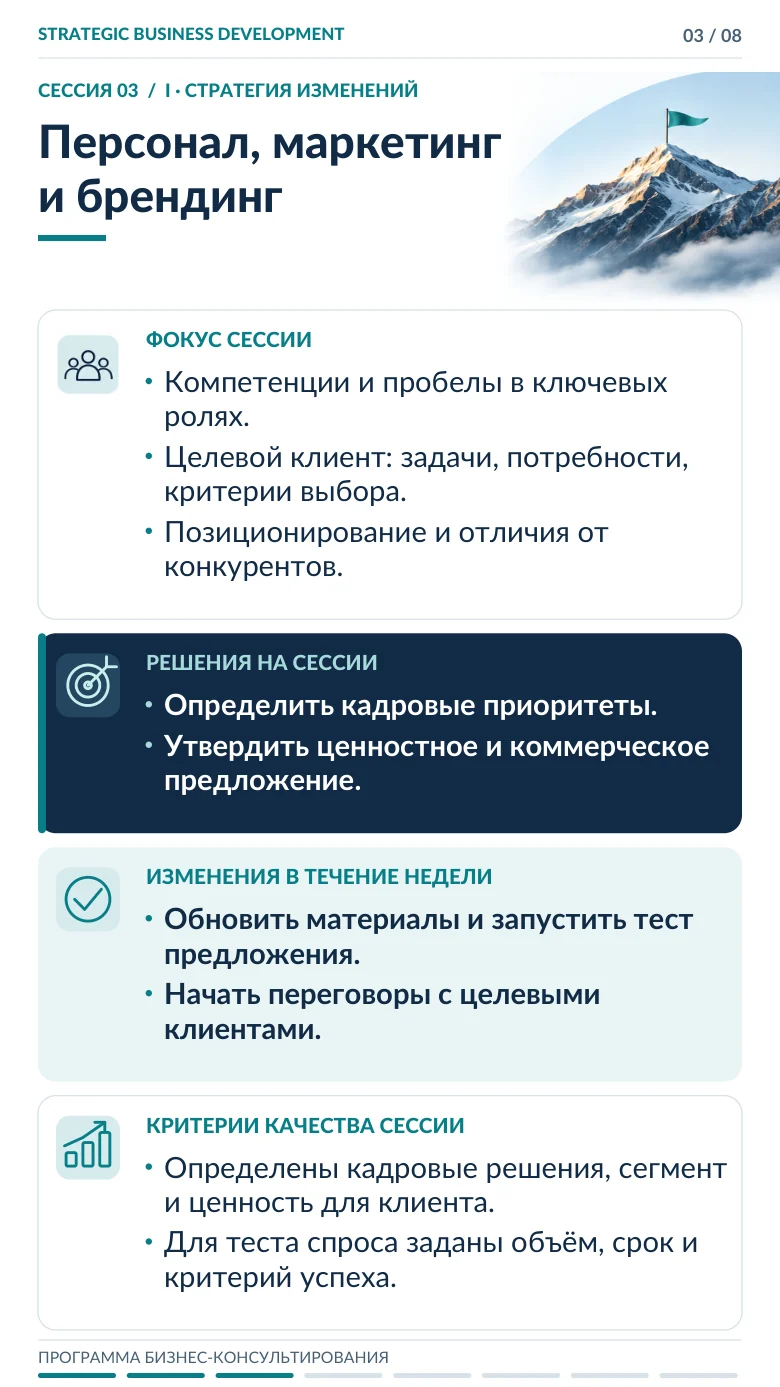 STRATEGIC BUSINESS DEVELOPMENT
03 / 08
СЕССИЯ 03 / I · СТРАТЕГИЯ ИЗМЕНЕНИЙ
Персонал, маркетинг
и брендинг
ФОКУС СЕССИИ
• Компетенции и пробелы в ключевых
ролях.
• Целевой клиент: задачи, потребности,
критерии выбора.
• Позиционирование и отличия от
конкурентов.
РЕШЕНИЯ НА СЕССИИ
• Определить кадровые приоритеты.
• Утвердить ценностное и коммерческое
предложение.
ИЗМЕНЕНИЯ В ТЕЧЕНИЕ НЕДЕЛИ
• Обновить материалы и запустить тест
предложения.
• Начать переговоры с целевыми
клиентами.
КРИТЕРИИ КАЧЕСТВА СЕССИИ
• Определены кадровые решения, сегмент
и ценность для клиента.
• Для теста спроса заданы объём, срок и
критерий успеха.
ПРОГРАММА БИЗНЕС-КОНСУЛЬТИРОВАНИЯ